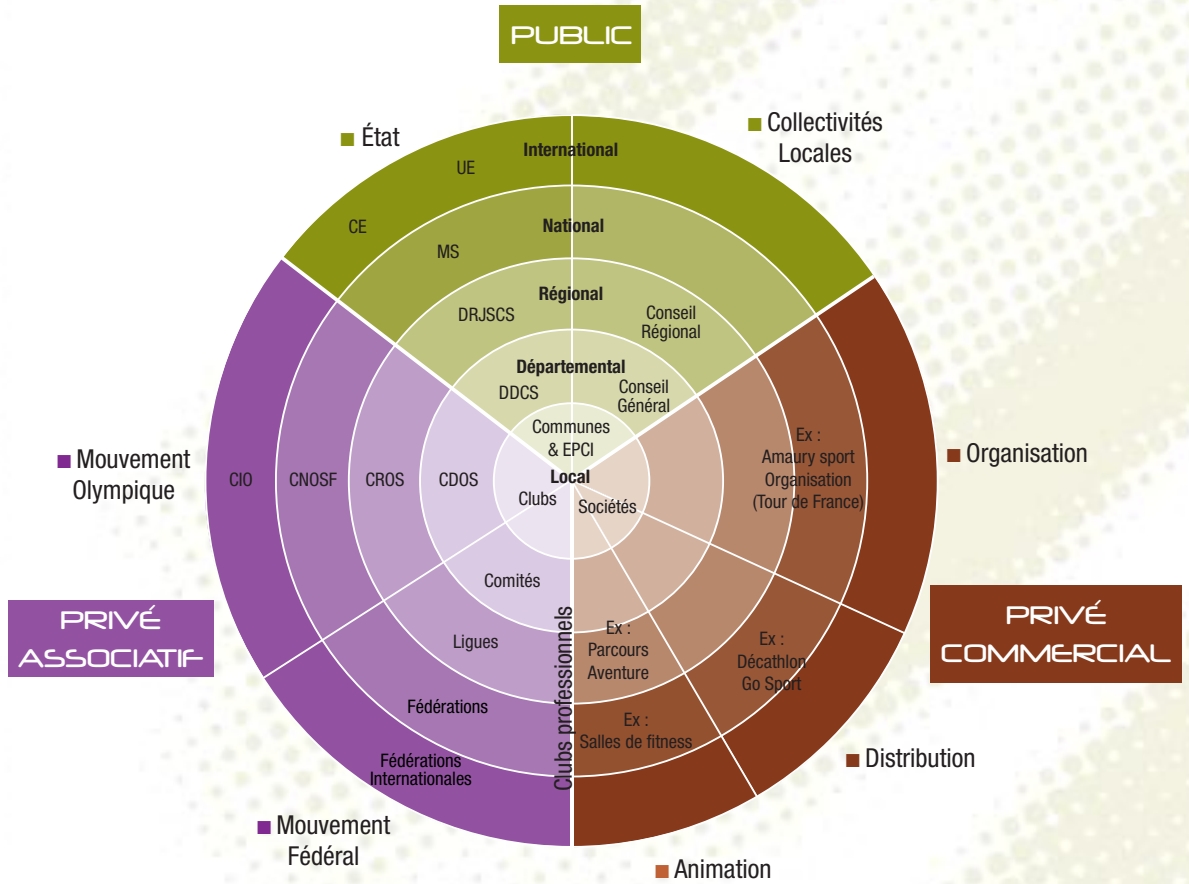 PUBLIC
■ État
■ Collectivités
Locales
International
UE
CE
National
MS
Régional
DRJSCS
Conseil
Régional
Départemental
DDCS
Conseil
Général
Communes
& EPCI
Local
Clubs
Sociétés
■ Mouvement
Olympique
CIO
CNOSF
CROS
CDOS
Ex :
Amaury sport
Organisation
(Tour de France)
■ Organisation
PRIVÉ
ASSOCIATIF
PRIVÉ
COMMERCIAL
Comités
Ligues
Fédérations
Fédérations
Internationales
Clubs professionnels
Ex :
Parcours
Aventure
Ex :
Décathlon
Go Sport
Ex :
Salles de fitness
■ Distribution
■ Mouvement
Fédéral
■ Animation